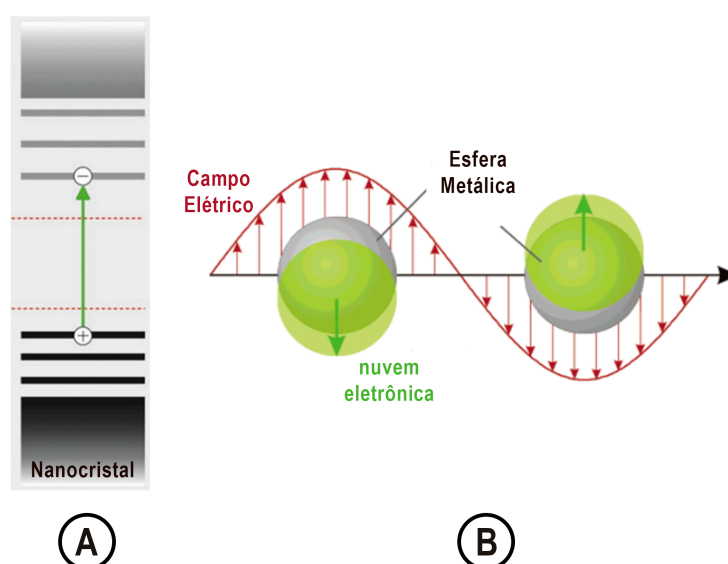 Campo
Elétrico
Esfera
Metálica
nuvem
eletrônica
Nanocristal
A
B